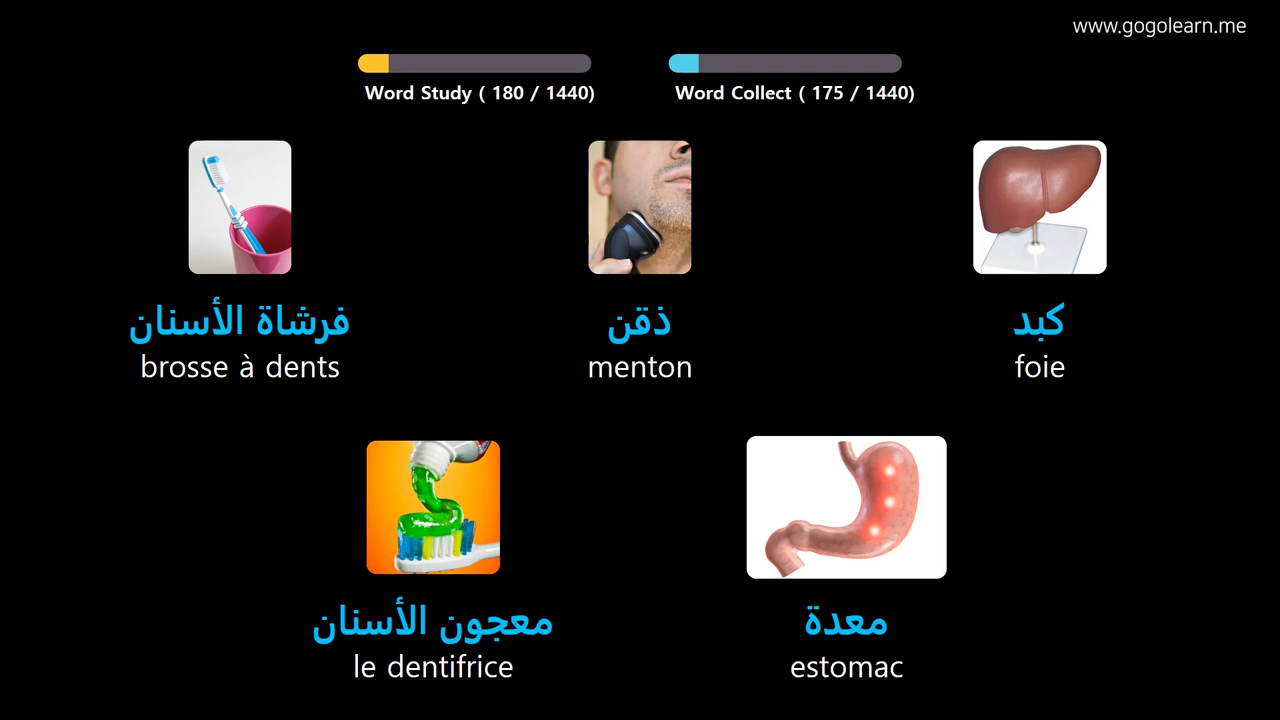 www.gogolearn.me
Word Study ( 180 / 1440)
Word Collect ( 175 / 1440)
فرشاة الأسنان
brosse à dents
ذقن
menton
كبد
foie
معجون الأسنان
le dentifrice
معدة
estomac